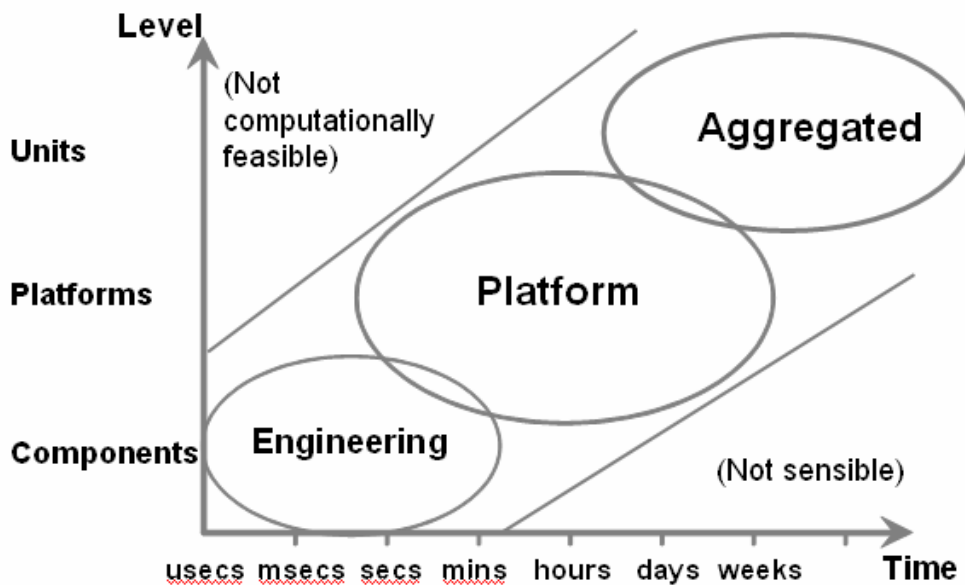 Level
(Not
computationally
feasible)
Aggregated
Units
Platforms
Platform
Components
Engineering
(Not sensible)
usecs msecs secs mins hours days weeks Time